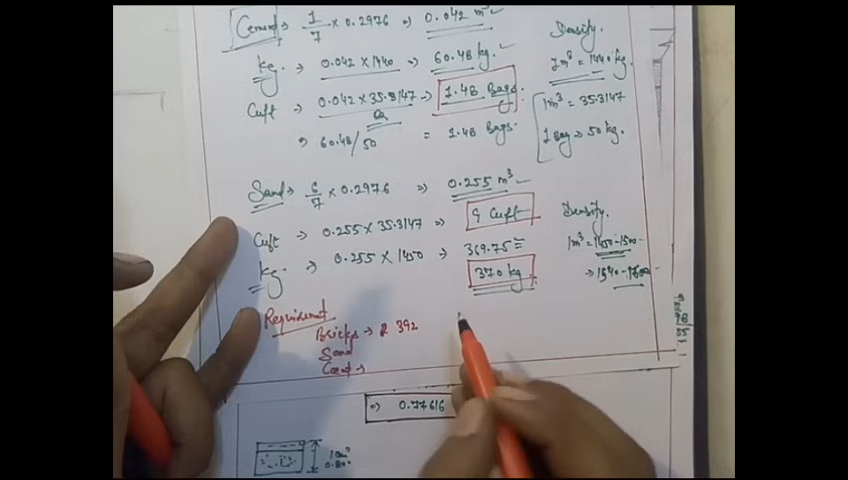 Cement → 1/7 × 0.2976 ⇒ 0.042 m³
Density.
Kg. → 0.042 × 1440 → 60.48 kg.
1m³ = 1440 kg.
Cuft → 0.042 × 35.3147 → 1.48 Bags.
1m³ = 35.3147
⇒ 60.48/50 = 1.48 Bags.
1 Bag ⇒ 50 kg.
Sand → 6/7 × 0.2976 ⇒ 0.255 m³
Cuft → 0.255 × 35.3147 ⇒ 9 Cuft
Density.
Kg. → 0.255 × 1450 → 369.75 =
1m³ = 1450-1500
370 kg.
Requirement
Bricks → 392
Sand
Cend →
⇒ 0.77616